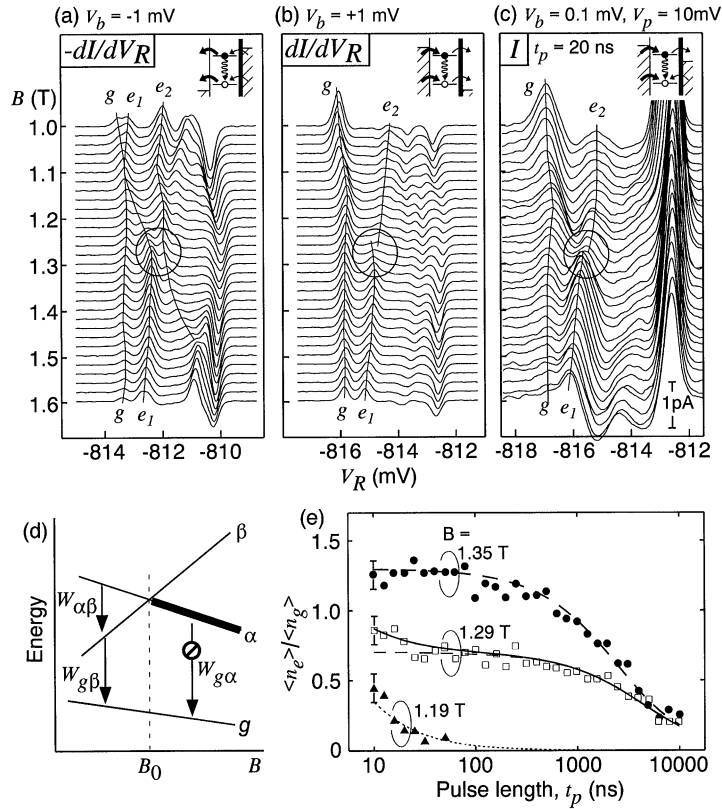 (a) V_b = -1 mV
(b) V_b = +1 mV
(c) V_b = 0.1 mV, V_p = 10mV
-dI/dV_R
dI/dV_R
I t_p = 20 ns
B (T)
g e_1 e_2
g e_2
g e_2
1.0
1.1
1.2
1.3
1.4
1.5
1.6
g e_1
g e_1
g e_1
1pA
-814 -812 -810
-816 -814 -812
-818 -816 -814 -812
V_R (mV)
(d)
Energy
β
α
g
W_αβ
W_gβ
W_gα
B_0
B
(e)
<n_e>/<n_g>
1.5
1.0
0.5
0
B =
1.35 T
1.29 T
1.19 T
10 100 1000 10000
Pulse length, t_p (ns)